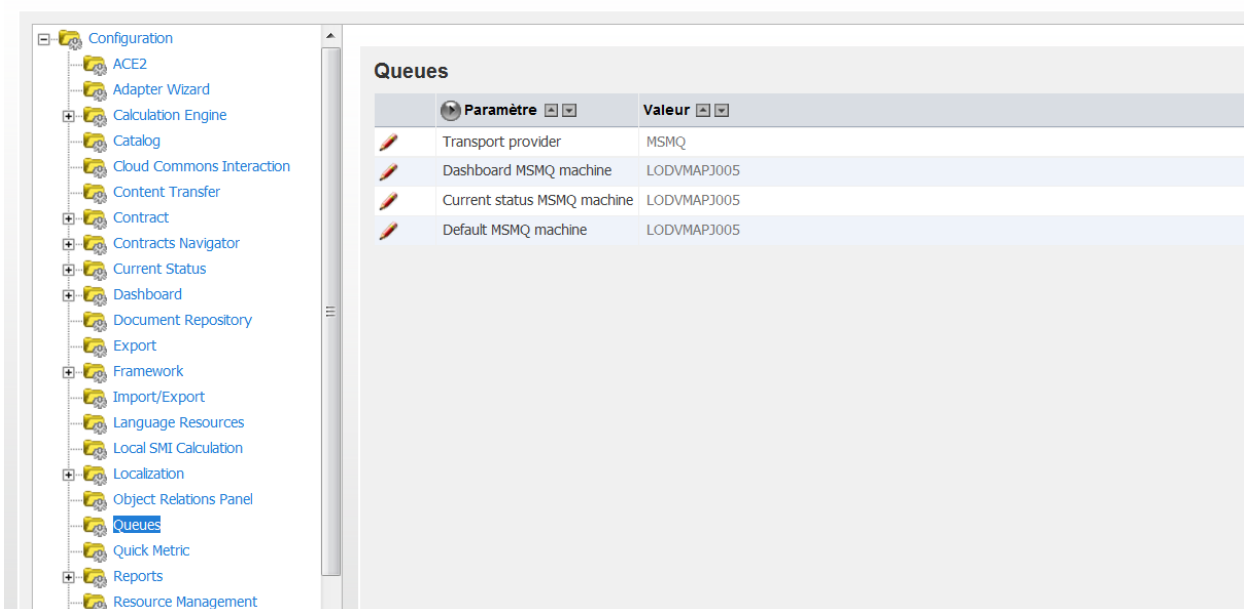 Configuration
ACE2
Adapter Wizard
Calculation Engine
Catalog
Cloud Commons Interaction
Content Transfer
Contract
Contracts Navigator
Current Status
Dashboard
Document Repository
Export
Framework
Import/Export
Language Resources
Local SMI Calculation
Localization
Object Relations Panel
Queues
Quick Metric
Reports
Resource Management
Queues
Paramètre Valeur
Transport provider MSMQ
Dashboard MSMQ machine LODVMAPJ005
Current status MSMQ machine LODVMAPJ005
Default MSMQ machine LODVMAPJ005